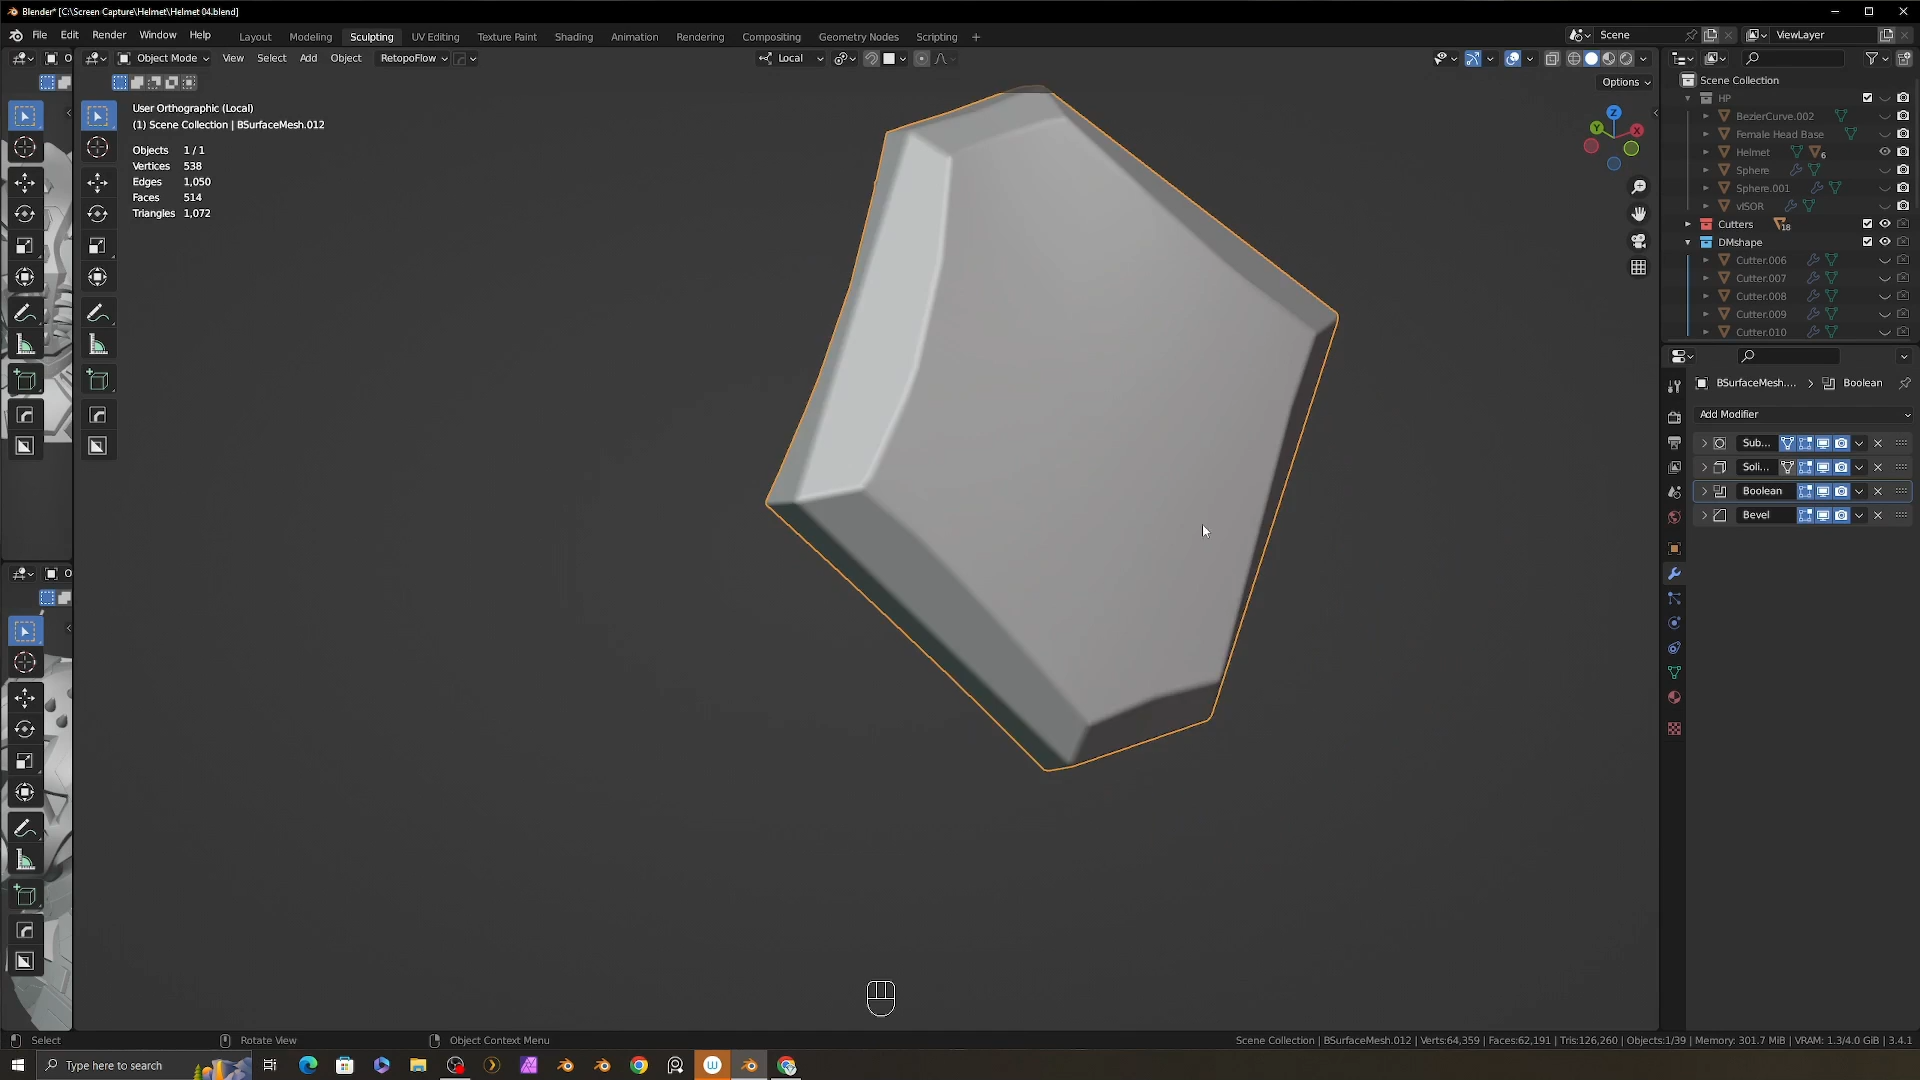 Blender* [C:\Screen Capture\Helmet\Helmet 04.blend]
File Edit Render Window Help Layout Modeling Sculpting UV Editing Texture Paint Shading Animation Rendering Compositing Geometry Nodes Scripting + Scene ViewLayer
O Object Mode View Select Add Object RetopoFlow Local
Options
User Orthographic (Local)
(1) Scene Collection | BSurfaceMesh.012
Objects 1 / 1
Vertices 538
Edges 1,050
Faces 514
Triangles 1,072
Z
Y
X
Scene Collection
HP
BezierCurve.002
Female Head Base
Helmet 6
Sphere
Sphere.001
vISOR
Cutters 18
DMshape
Cutter.006
Cutter.007
Cutter.008
Cutter.009
Cutter.010
BSurfaceMesh.... > Boolean
Add Modifier
Sub...
Soli...
Boolean
Bevel
O
Select Rotate View Object Context Menu Scene Collection | BSurfaceMesh.012 | Verts:64,359 | Faces:62,191 | Tris:126,260 | Objects:1/39 | Memory: 301.7 MiB | VRAM: 1.3/4.0 GiB | 3.4.1
Type here to search